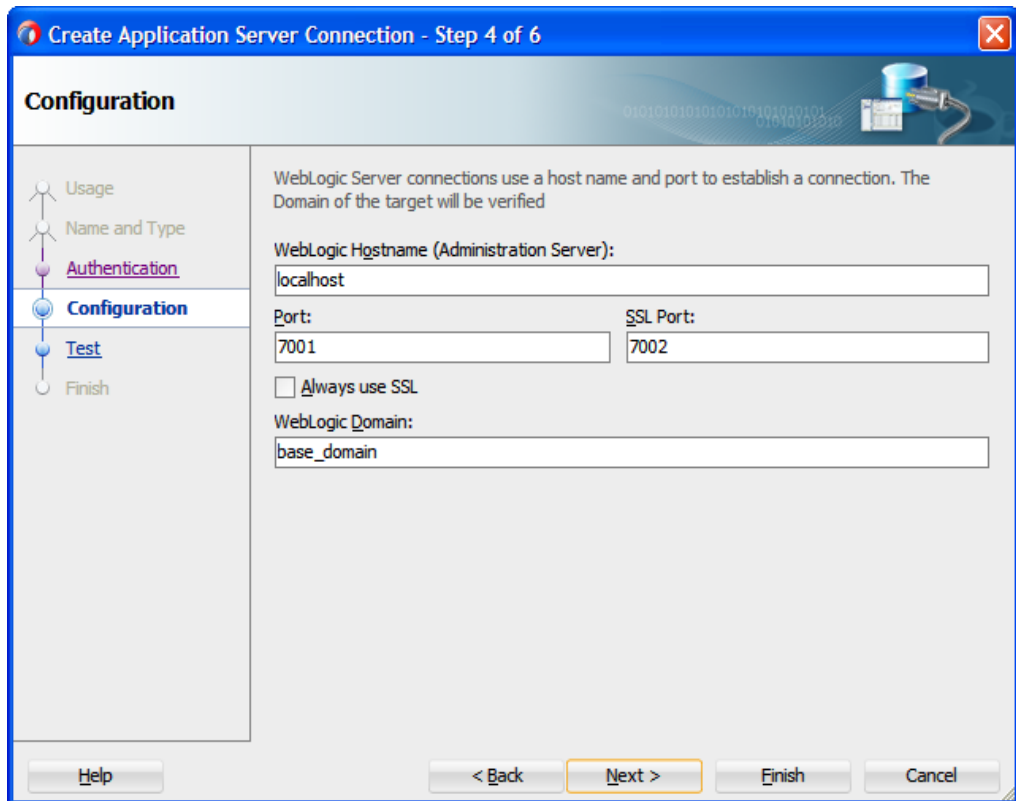 Create Application Server Connection - Step 4 of 6
Configuration
Usage
Name and Type
Authentication
Configuration
Test
Finish
WebLogic Server connections use a host name and port to establish a connection. The
Domain of the target will be verified
WebLogic Hostname (Administration Server):
localhost
Port: SSL Port:
7001 7002
Always use SSL
WebLogic Domain:
base_domain
Help < Back Next > Finish Cancel